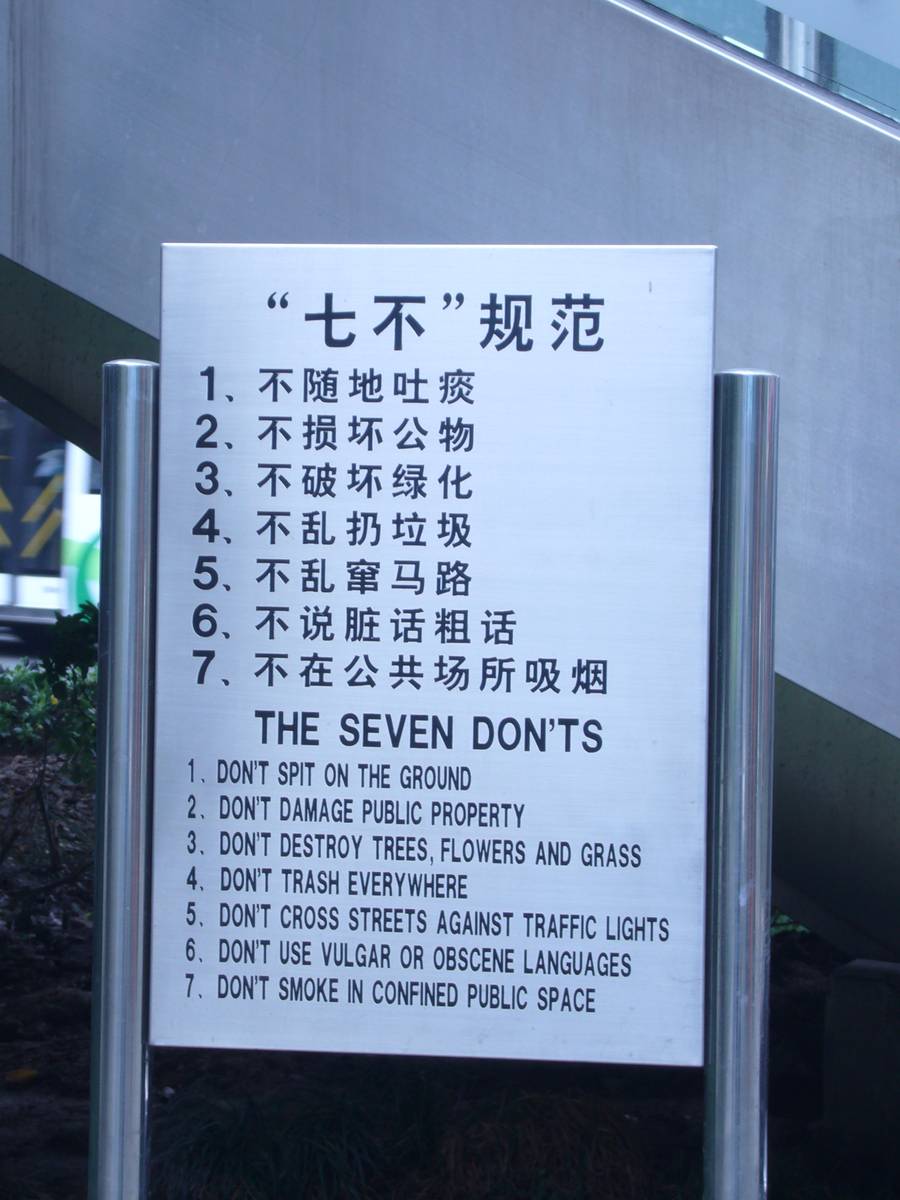 “七不”规范
1、不随地吐痰
2、不损坏公物
3、不破坏绿化
4、不乱扔垃圾
5、不乱窜马路
6、不说脏话粗话
7、不在公共场所吸烟
THE SEVEN DON'TS
1、DON'T SPIT ON THE GROUND
2、DON'T DAMAGE PUBLIC PROPERTY
3、DON'T DESTROY TREES, FLOWERS AND GRASS
4、DON'T TRASH EVERYWHERE
5、DON'T CROSS STREETS AGAINST TRAFFIC LIGHTS
6、DON'T USE VULGAR OR OBSCENE LANGUAGES
7、DON'T SMOKE IN CONFINED PUBLIC SPACE